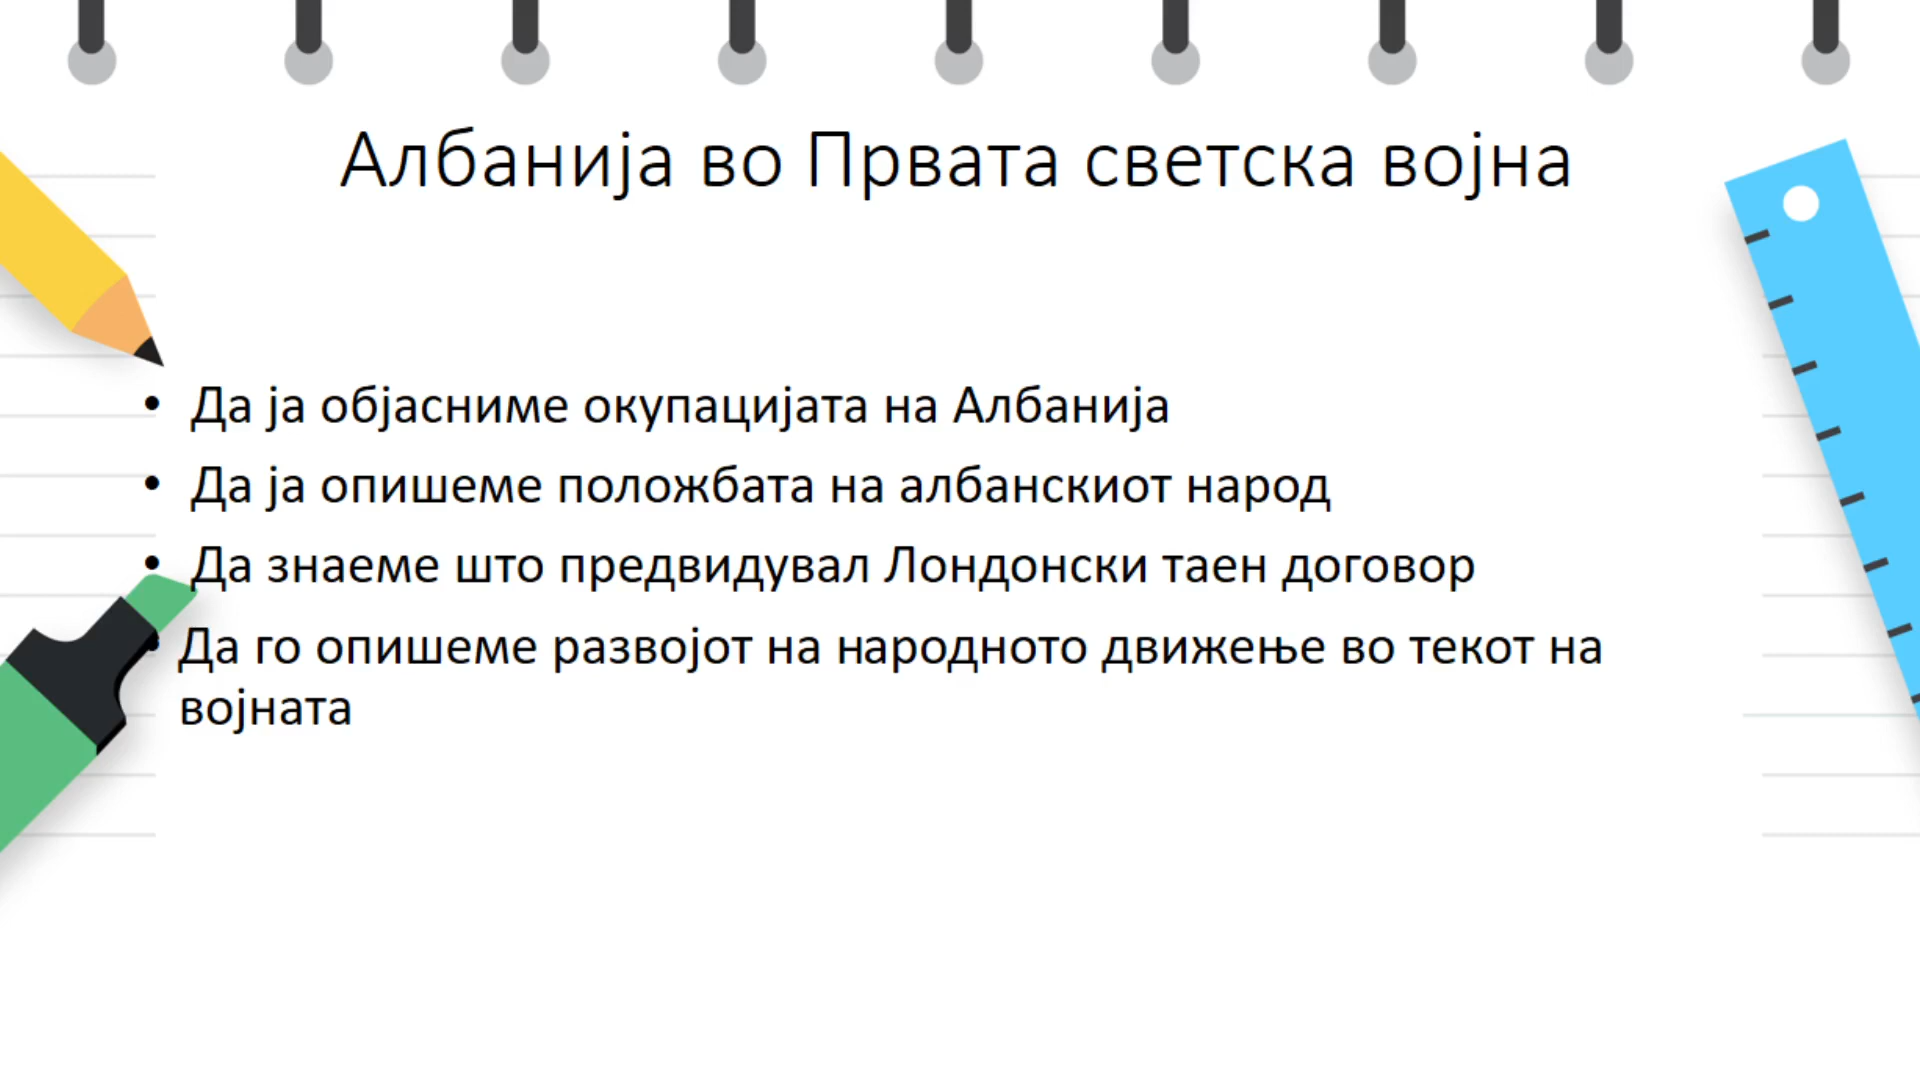 Албанија во Првата светска војна
• Да ја објасниме окупацијата на Албанија
• Да ја опишеме положбата на албанскиот народ
• Да знаеме што предвидувал Лондонски таен договор
• Да го опишеме развојот на народното движење во текот на
војната